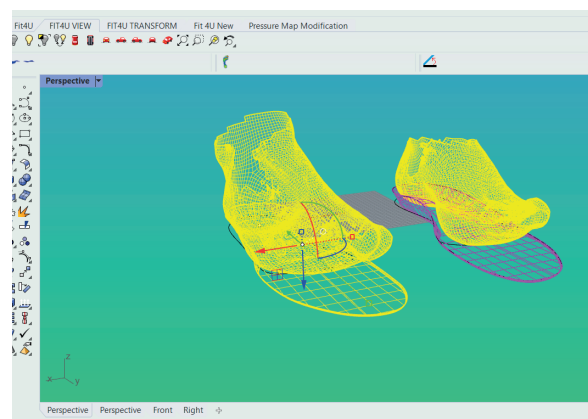 Fit4U FIT4U VIEW FIT4U TRANSFORM Fit 4U New Pressure Map Modification
Perspective
z
x y
Perspective Perspective Front Right